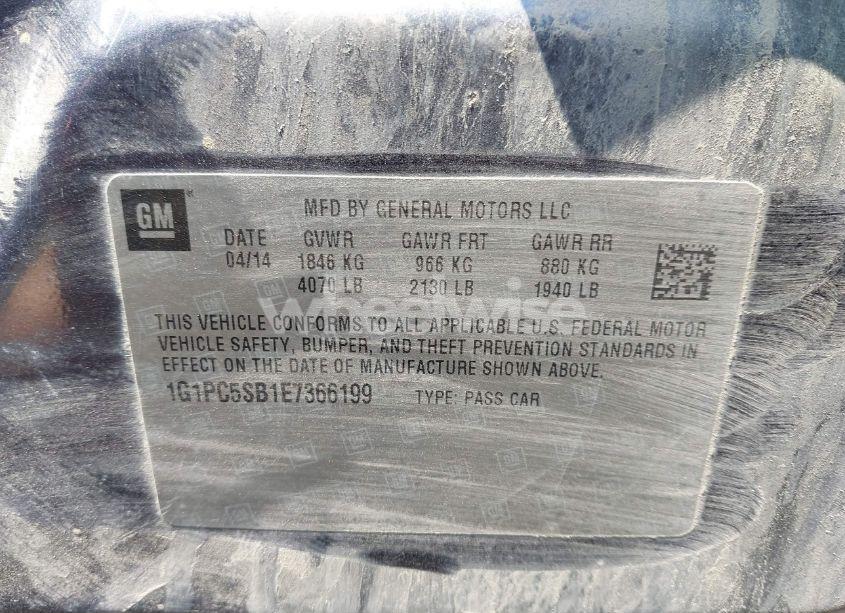 GM
MFD BY GENERAL MOTORS LLC
DATE GVWR GAWR FRT GAWR RR
04/14 1846 KG 966 KG 880 KG
4070 LB 2130 LB 1940 LB
wheelwise
THIS VEHICLE CONFORMS TO ALL APPLICABLE U.S. FEDERAL MOTOR
VEHICLE SAFETY, BUMPER, AND THEFT PREVENTION STANDARDS IN
EFFECT ON THE DATE OF MANUFACTURE SHOWN ABOVE.
1G1PC5SB1E7366199 TYPE: PASS CAR